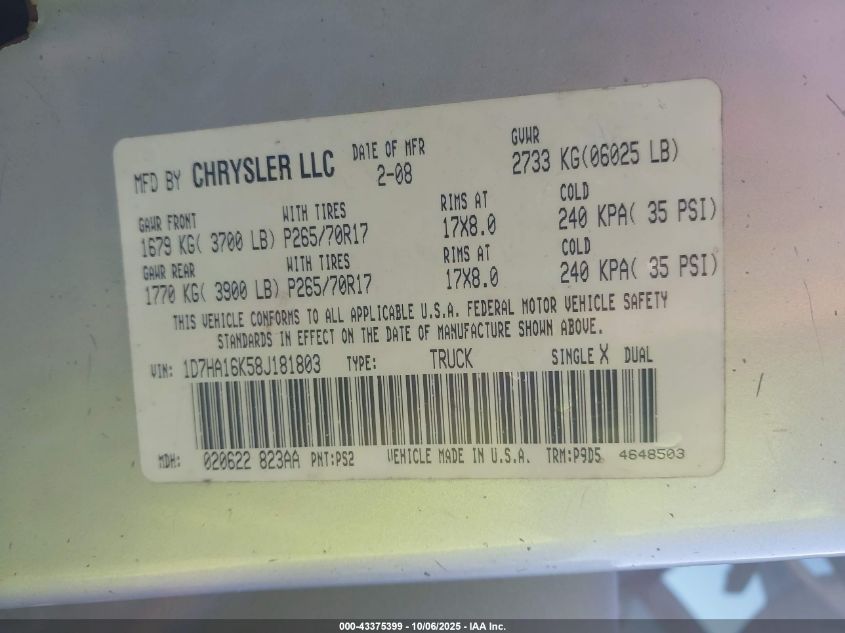 MFD BY CHRYSLER LLC DATE OF MFR 2-08 GVWR 2733 KG(06025 LB)
GAWR FRONT WITH TIRES RIMS AT COLD
1679 KG( 3700 LB) P265/70R17 17X8.0 240 KPA( 35 PSI)
GAWR REAR WITH TIRES RIMS AT COLD
1770 KG( 3900 LB) P265/70R17 17X8.0 240 KPA( 35 PSI)
THIS VEHICLE CONFORMS TO ALL APPLICABLE U.S.A. FEDERAL MOTOR VEHICLE SAFETY
STANDARDS IN EFFECT ON THE DATE OF MANUFACTURE SHOWN ABOVE.
VIN: 1D7HA16K58J181803 TYPE: TRUCK SINGLE X DUAL
MDH: 020622 823AA PNT:PS2 VEHICLE MADE IN U.S.A. TRM:P9D5 4648503
000-43375399 - 10/06/2025 - IAA Inc.